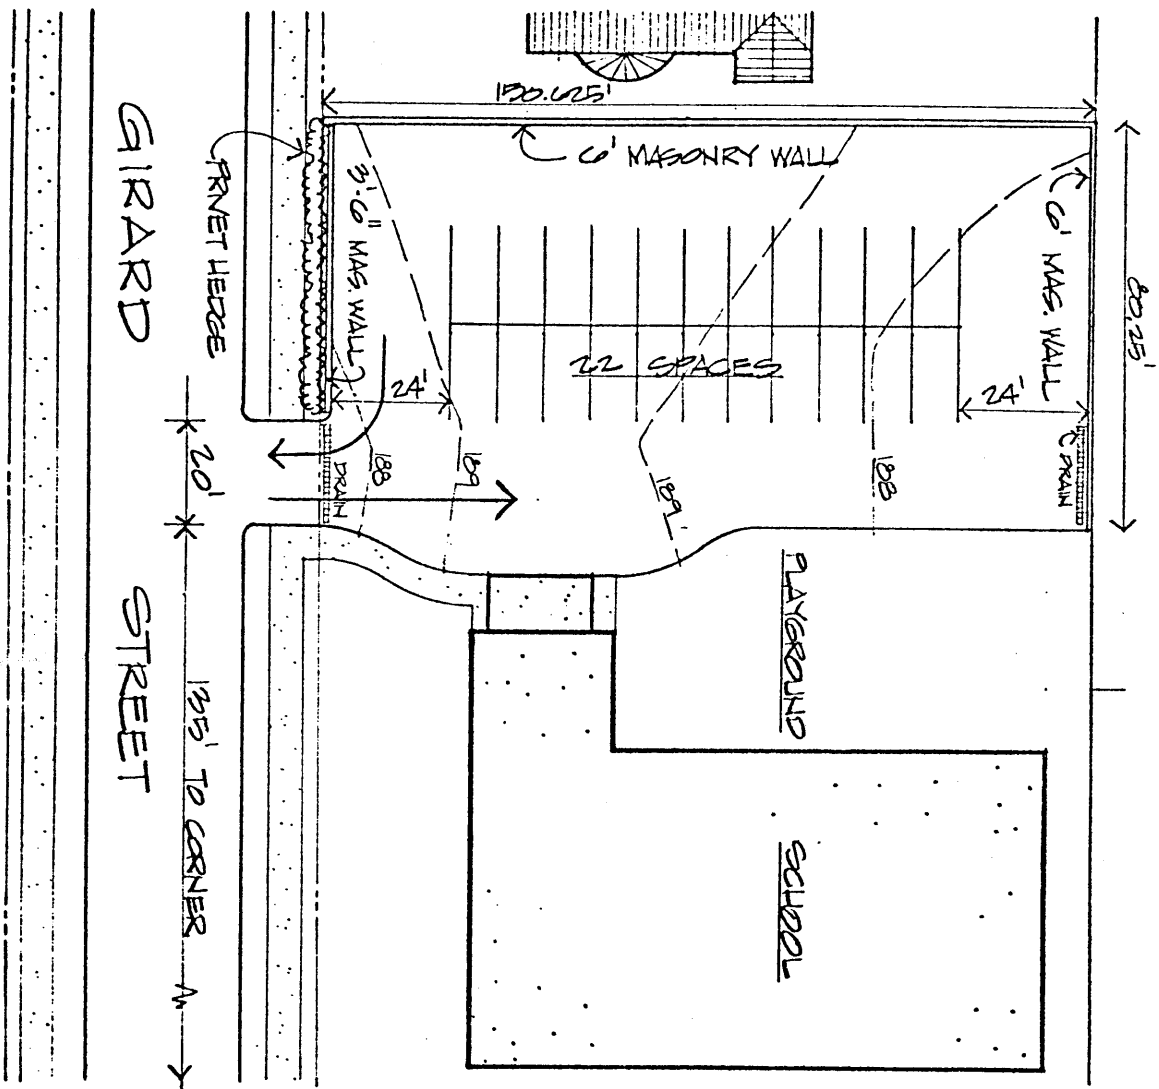 150.625'
6' MASONRY WALL
GIRARD
STREET
PRIVET HEDGE
3'-6" MAS. WALL
6' MAS. WALL
80.25'
22 SPACES
24'
24'
20'
DRAIN
188
189
189
188
DRAIN
135' TO CORNER
PLAYGROUND
SCHOOL